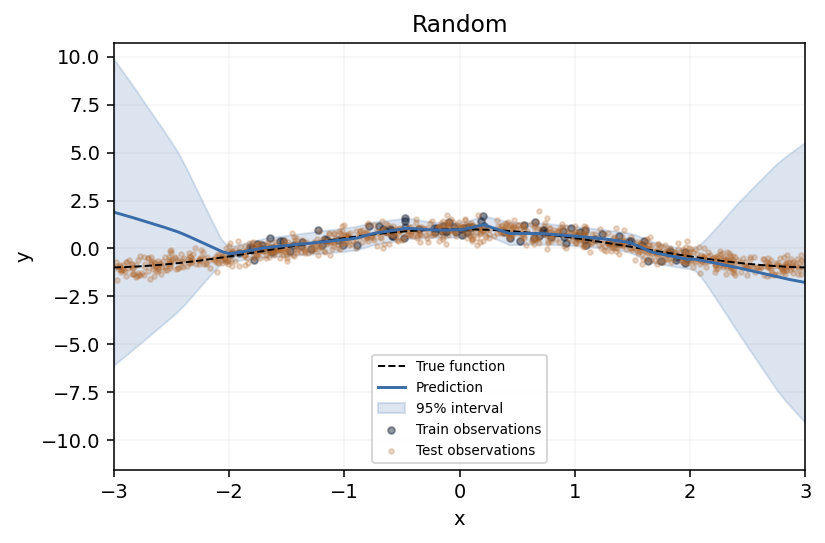 Random
10.0
7.5
5.0
2.5
0.0
−2.5
−5.0
−7.5
−10.0
y
True function
Prediction
95% interval
Train observations
Test observations
−3 −2 −1 0 1 2 3
x